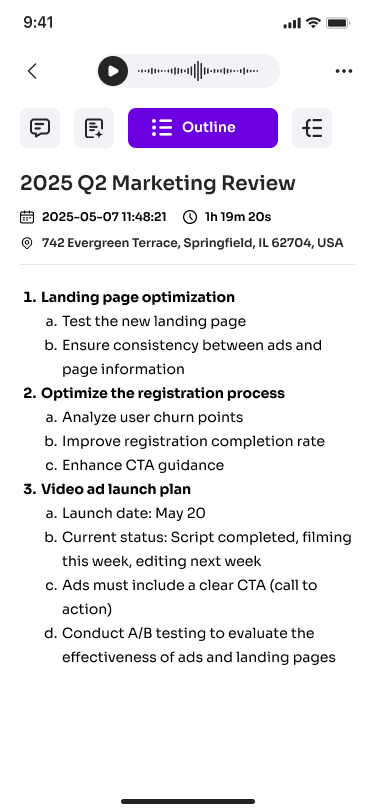 9:41
Outline
2025 Q2 Marketing Review
2025-05-07 11:48:21 1h 19m 20s
742 Evergreen Terrace, Springfield, IL 62704, USA
1. Landing page optimization
a. Test the new landing page
b. Ensure consistency between ads and
page information
2. Optimize the registration process
a. Analyze user churn points
b. Improve registration completion rate
c. Enhance CTA guidance
3. Video ad launch plan
a. Launch date: May 20
b. Current status: Script completed, filming
this week, editing next week
c. Ads must include a clear CTA (call to
action)
d. Conduct A/B testing to evaluate the
effectiveness of ads and landing pages